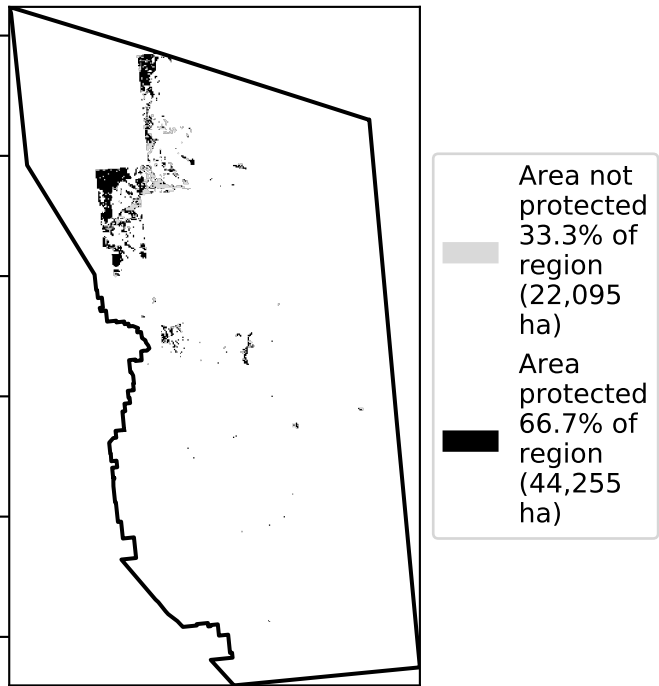 Area not
protected
33.3% of
region
(22,095
ha)
Area
protected
66.7% of
region
(44,255
ha)